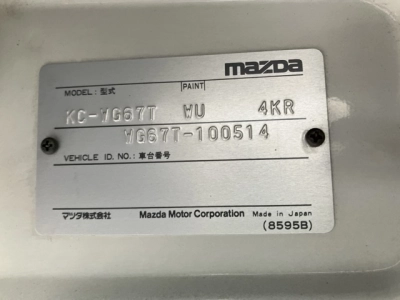 mazda
MODEL: 型式 PAINT
KC-WG67T WU 4KR
WG67T-100514
VEHICLE ID. NO.: 車台番号
マツダ株式会社 Mazda Motor Corporation Made in Japan
(8595B)